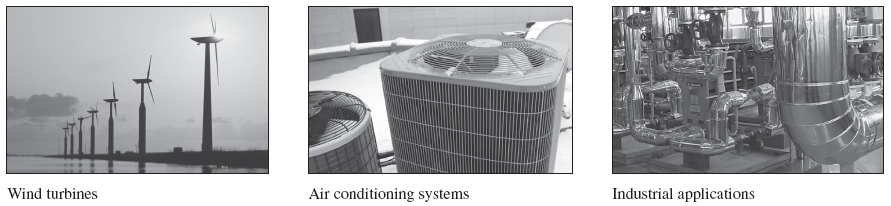 Wind turbines
Air conditioning systems
Industrial applications